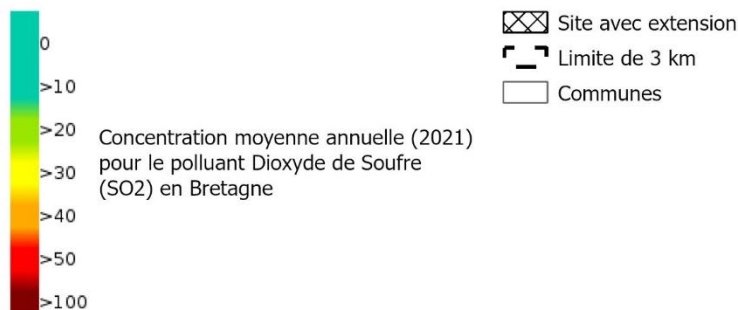 0
>10
>20
>30
>40
>50
>100
Concentration moyenne annuelle (2021)
pour le polluant Dioxyde de Soufre
(SO2) en Bretagne
Site avec extension
Limite de 3 km
Communes